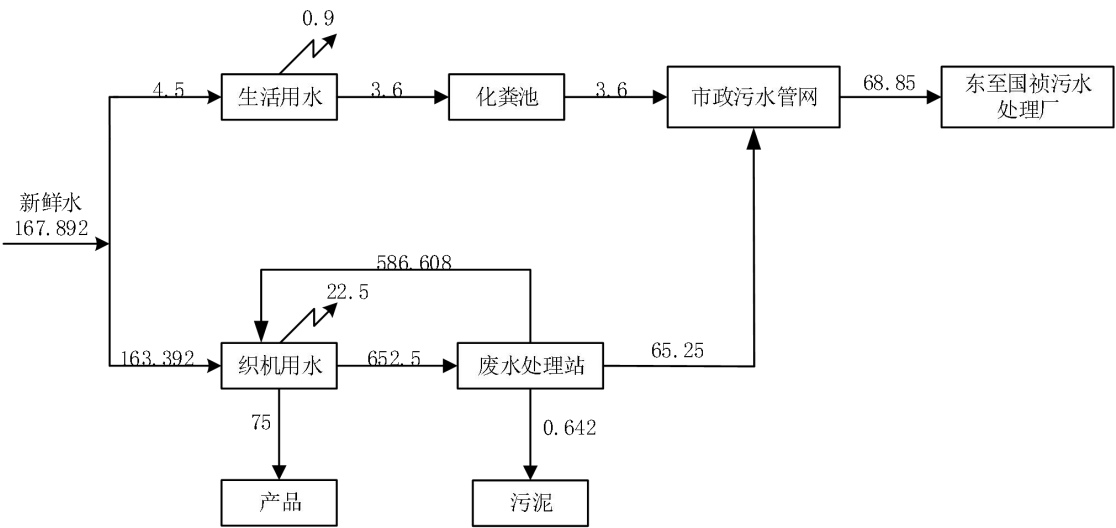 0.9
4.5
生活用水
3.6
化粪池
3.6
市政污水管网
68.85
东至国祯污水
处理厂
新鲜水
167.892
586.608
22.5
163.392
织机用水
652.5
废水处理站
65.25
75
0.642
产品
污泥